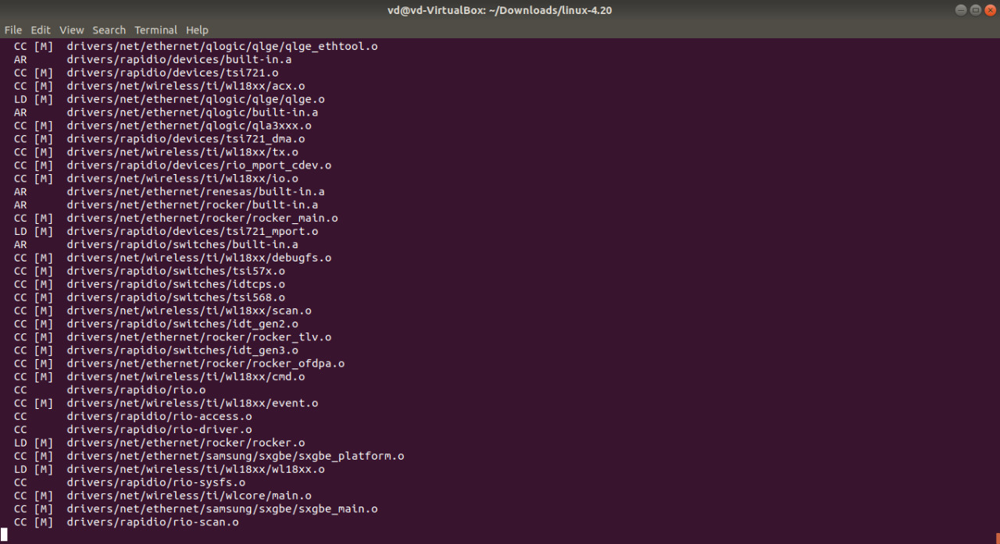 vd@vd-VirtualBox: ~/Downloads/linux-4.20
File Edit View Search Terminal Help
CC [M]  drivers/net/ethernet/qlogic/qlge/qlge_ethtool.o
AR      drivers/rapidio/devices/built-in.a
CC [M]  drivers/rapidio/devices/tsi721.o
CC [M]  drivers/net/wireless/ti/wl18xx/acx.o
LD [M]  drivers/net/ethernet/qlogic/qlge/qlge.o
AR      drivers/net/ethernet/qlogic/built-in.a
CC [M]  drivers/net/ethernet/qlogic/qla3xxx.o
CC [M]  drivers/rapidio/devices/tsi721_dma.o
CC [M]  drivers/net/wireless/ti/wl18xx/tx.o
CC [M]  drivers/rapidio/devices/rio_mport_cdev.o
CC [M]  drivers/net/wireless/ti/wl18xx/io.o
AR      drivers/net/ethernet/renesas/built-in.a
AR      drivers/net/ethernet/rocker/built-in.a
CC [M]  drivers/net/ethernet/rocker/rocker_main.o
LD [M]  drivers/rapidio/devices/tsi721_mport.o
AR      drivers/rapidio/switches/built-in.a
CC [M]  drivers/net/wireless/ti/wl18xx/debugfs.o
CC [M]  drivers/rapidio/switches/tsi57x.o
CC [M]  drivers/rapidio/switches/idtcps.o
CC [M]  drivers/rapidio/switches/tsi568.o
CC [M]  drivers/net/wireless/ti/wl18xx/scan.o
CC [M]  drivers/rapidio/switches/idt_gen2.o
CC [M]  drivers/net/ethernet/rocker/rocker_tlv.o
CC [M]  drivers/rapidio/switches/idt_gen3.o
CC [M]  drivers/net/ethernet/rocker/rocker_ofdpa.o
CC [M]  drivers/net/wireless/ti/wl18xx/cmd.o
CC      drivers/rapidio/rio.o
CC [M]  drivers/net/wireless/ti/wl18xx/event.o
CC      drivers/rapidio/rio-access.o
CC      drivers/rapidio/rio-driver.o
LD [M]  drivers/net/ethernet/rocker/rocker.o
CC [M]  drivers/net/ethernet/samsung/sxgbe/sxgbe_platform.o
LD [M]  drivers/net/wireless/ti/wl18xx/wl18xx.o
CC      drivers/rapidio/rio-sysfs.o
CC [M]  drivers/net/wireless/ti/wlcore/main.o
CC [M]  drivers/net/ethernet/samsung/sxgbe/sxgbe_main.o
CC [M]  drivers/rapidio/rio-scan.o